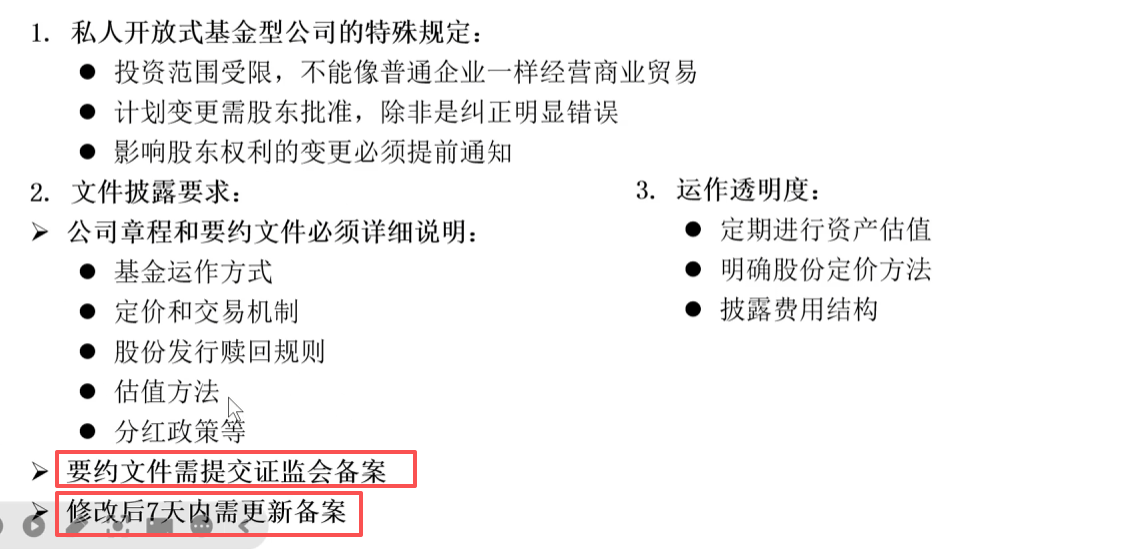 1. 私人开放式基金型公司的特殊规定：
● 投资范围受限，不能像普通企业一样经营商业贸易
● 计划变更需股东批准，除非是纠正明显错误
● 影响股东权利的变更必须提前通知
2. 文件披露要求：
➢ 公司章程和要约文件必须详细说明：
● 基金运作方式
● 定价和交易机制
● 股份发行赎回规则
● 估值方法
● 分红政策等
➢ 要约文件需提交证监会备案
➢ 修改后7天内需更新备案
3. 运作透明度：
● 定期进行资产估值
● 明确股份定价方法
● 披露费用结构